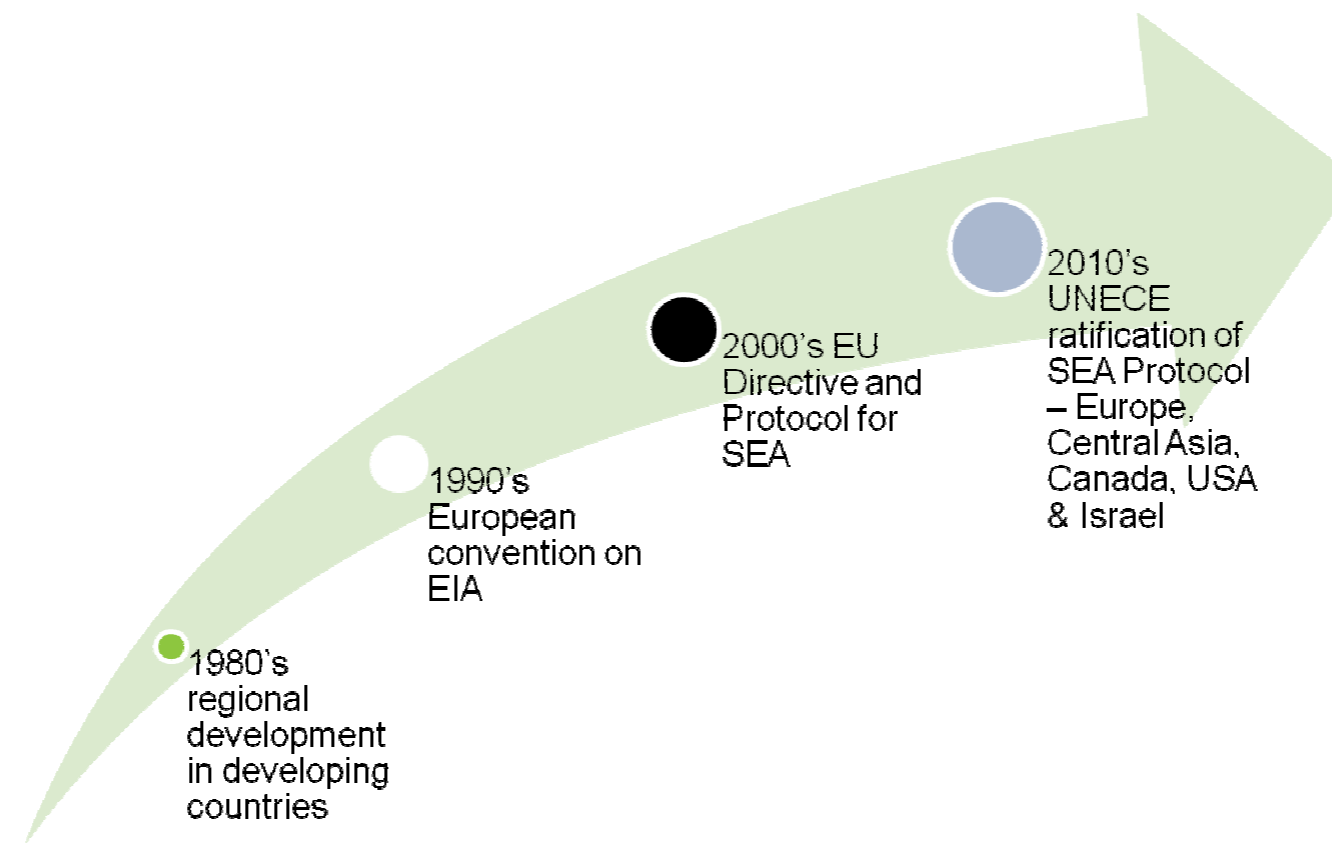 1980's
regional
development
in developing
countries
1990's
European
convention on
EIA
2000's EU
Directive and
Protocol for
SEA
2010's
UNECE
ratification of
SEA Protocol
– Europe,
Central Asia,
Canada, USA
& Israel